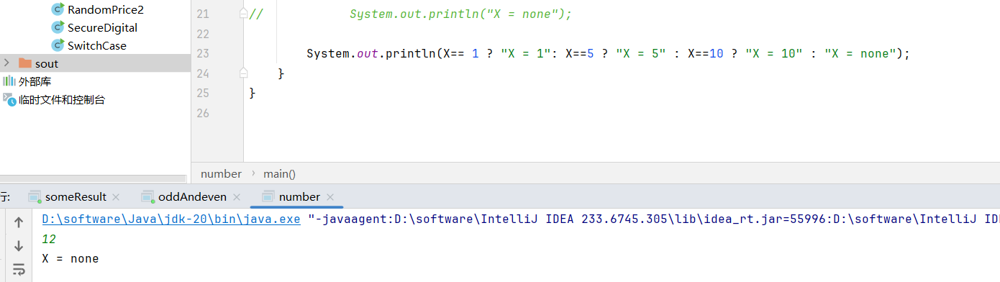 RandomPrice2
SecureDigital
SwitchCase
sout
外部库
临时文件和控制台
21 // System.out.println("X = none");
22
23 System.out.println(X== 1 ? "X = 1": X==5 ? "X = 5" : X==10 ? "X = 10" : "X = none");
24 }
25 }
26
number › main()
行: someResult × oddAndeven × number ×
D:\software\Java\jdk-20\bin\java.exe "-javaagent:D:\software\IntelliJ IDEA 233.6745.305\lib\idea_rt.jar=55996:D:\software\IntelliJ IDE
12
X = none